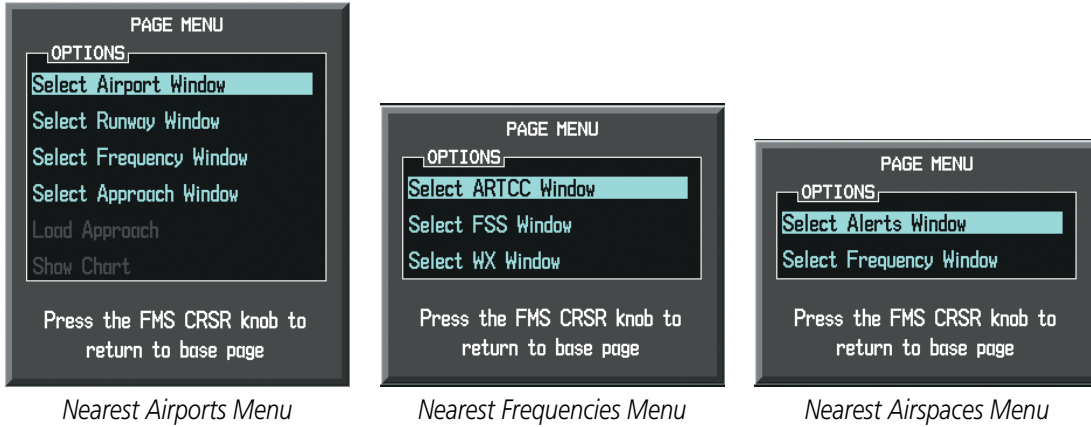 PAGE MENU
OPTIONS
Select Airport Window
Select Runway Window
Select Frequency Window
Select Approach Window
Load Approach
Show Chart
Press the FMS CRSR knob to
return to base page
Nearest Airports Menu
PAGE MENU
OPTIONS
Select ARTCC Window
Select FSS Window
Select WX Window
Press the FMS CRSR knob to
return to base page
Nearest Frequencies Menu
PAGE MENU
OPTIONS
Select Alerts Window
Select Frequency Window
Press the FMS CRSR knob to
return to base page
Nearest Airspaces Menu